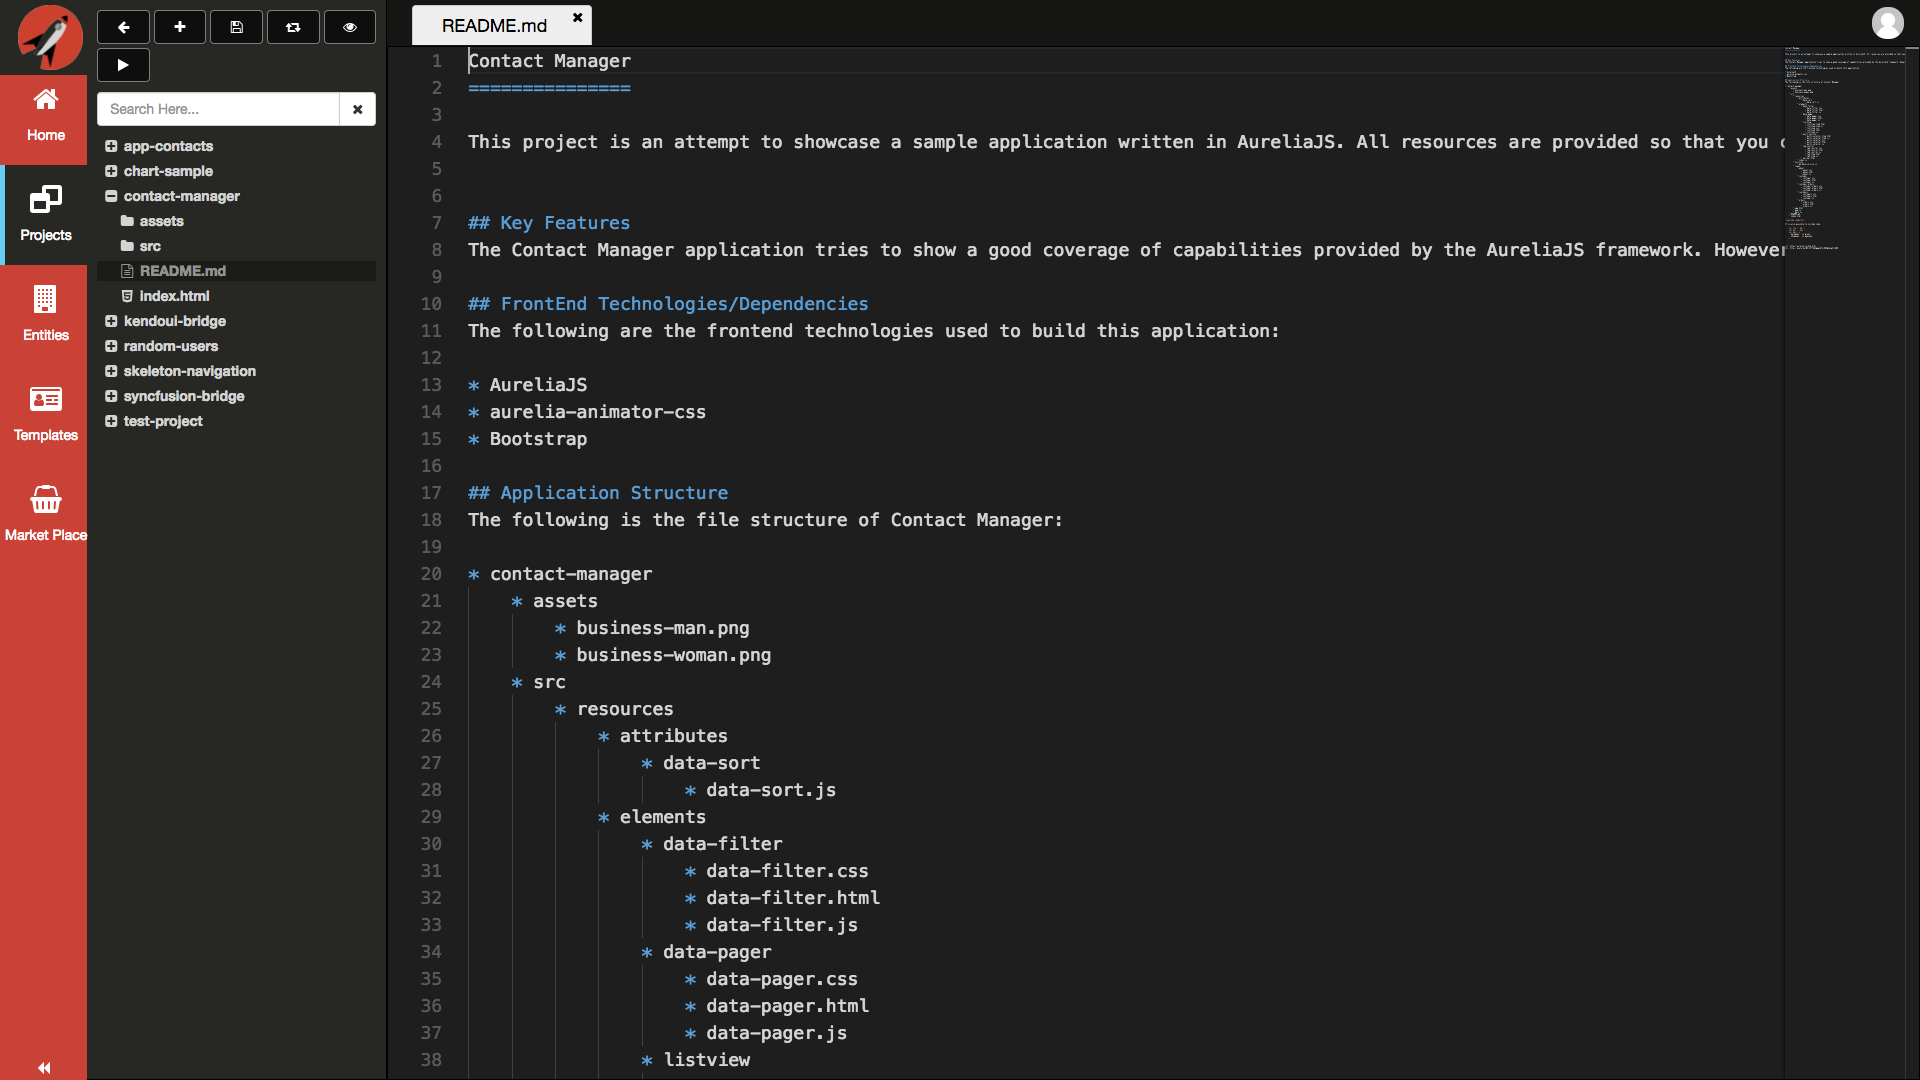 Home
Projects
Entities
Templates
Market Place
Search Here...
app-contacts
chart-sample
contact-manager
assets
src
README.md
index.html
kendoui-bridge
random-users
skeleton-navigation
syncfusion-bridge
test-project
README.md
1 Contact Manager
2 ===============
3
4 This project is an attempt to showcase a sample application written in AureliaJS. All resources are provided so that you
5
6
7 ## Key Features
8 The Contact Manager application tries to show a good coverage of capabilities provided by the AureliaJS framework. However
9
10 ## FrontEnd Technologies/Dependencies
11 The following are the frontend technologies used to build this application:
12
13 * AureliaJS
14 * aurelia-animator-css
15 * Bootstrap
16
17 ## Application Structure
18 The following is the file structure of Contact Manager:
19
20 * contact-manager
21 * assets
22 * business-man.png
23 * business-woman.png
24 * src
25 * resources
26 * attributes
27 * data-sort
28 * data-sort.js
29 * elements
30 * data-filter
31 * data-filter.css
32 * data-filter.html
33 * data-filter.js
34 * data-pager
35 * data-pager.css
36 * data-pager.html
37 * data-pager.js
38 * listview